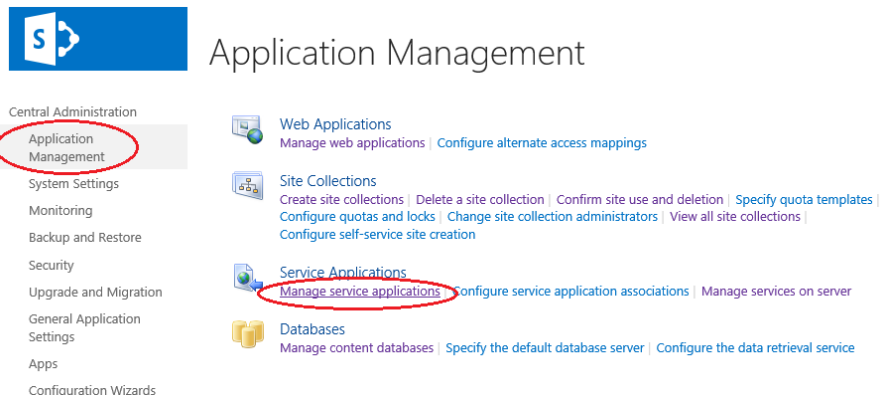 S
Application Management
Central Administration
Application
Management
System Settings
Monitoring
Backup and Restore
Security
Upgrade and Migration
General Application
Settings
Apps
Configuration Wizards
Web Applications
Manage web applications | Configure alternate access mappings
Site Collections
Create site collections | Delete a site collection | Confirm site use and deletion | Specify quota templates |
Configure quotas and locks | Change site collection administrators | View all site collections |
Configure self-service site creation
Service Applications
Manage service applications | Configure service application associations | Manage services on server
Databases
Manage content databases | Specify the default database server | Configure the data retrieval service